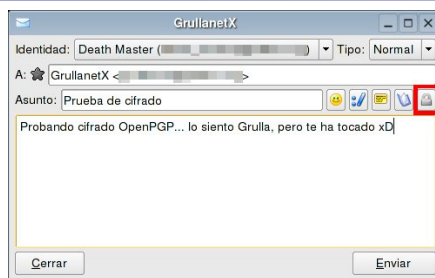 GrullanetX
Identidad: Death Master ( ) Tipo: Normal
A: GrullanetX < >
Asunto: Prueba de cifrado
Probando cifrado OpenPGP... lo siento Grulla, pero te ha tocado xD
Cerrar Enviar